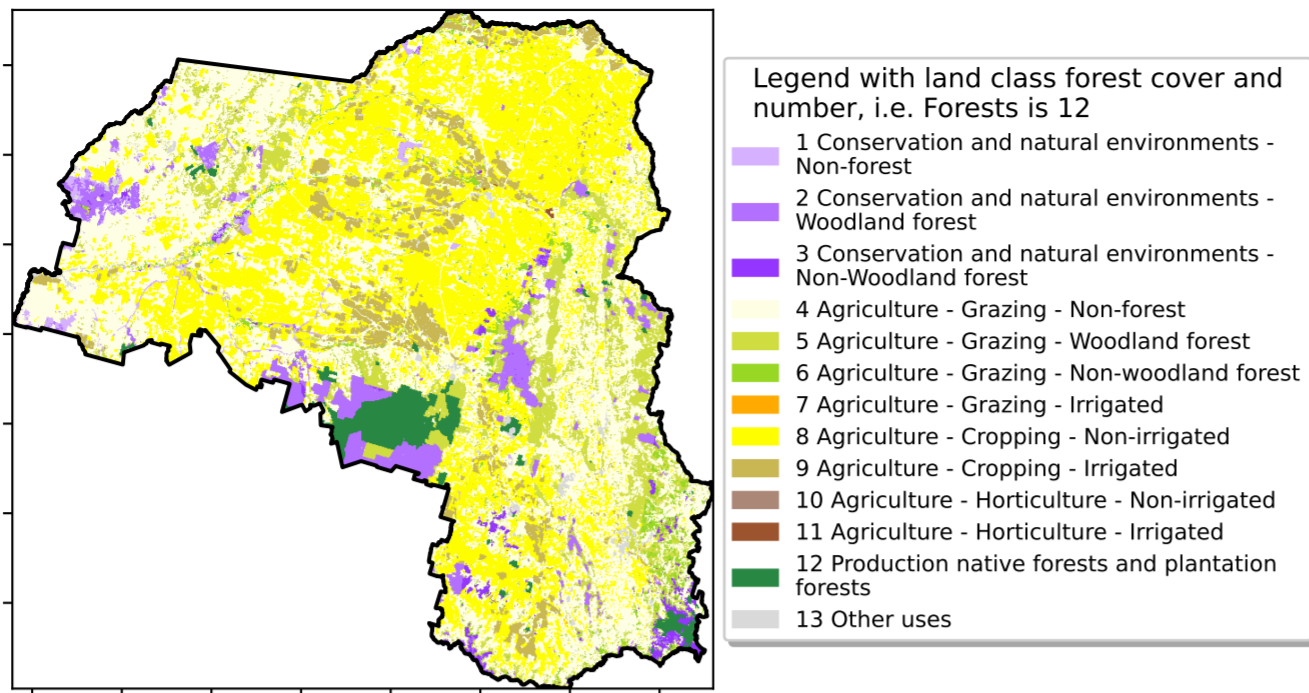 Legend with land class forest cover and
number, i.e. Forests is 12
1 Conservation and natural environments -
Non-forest
2 Conservation and natural environments -
Woodland forest
3 Conservation and natural environments -
Non-Woodland forest
4 Agriculture - Grazing - Non-forest
5 Agriculture - Grazing - Woodland forest
6 Agriculture - Grazing - Non-woodland forest
7 Agriculture - Grazing - Irrigated
8 Agriculture - Cropping - Non-irrigated
9 Agriculture - Cropping - Irrigated
10 Agriculture - Horticulture - Non-irrigated
11 Agriculture - Horticulture - Irrigated
12 Production native forests and plantation
forests
13 Other uses